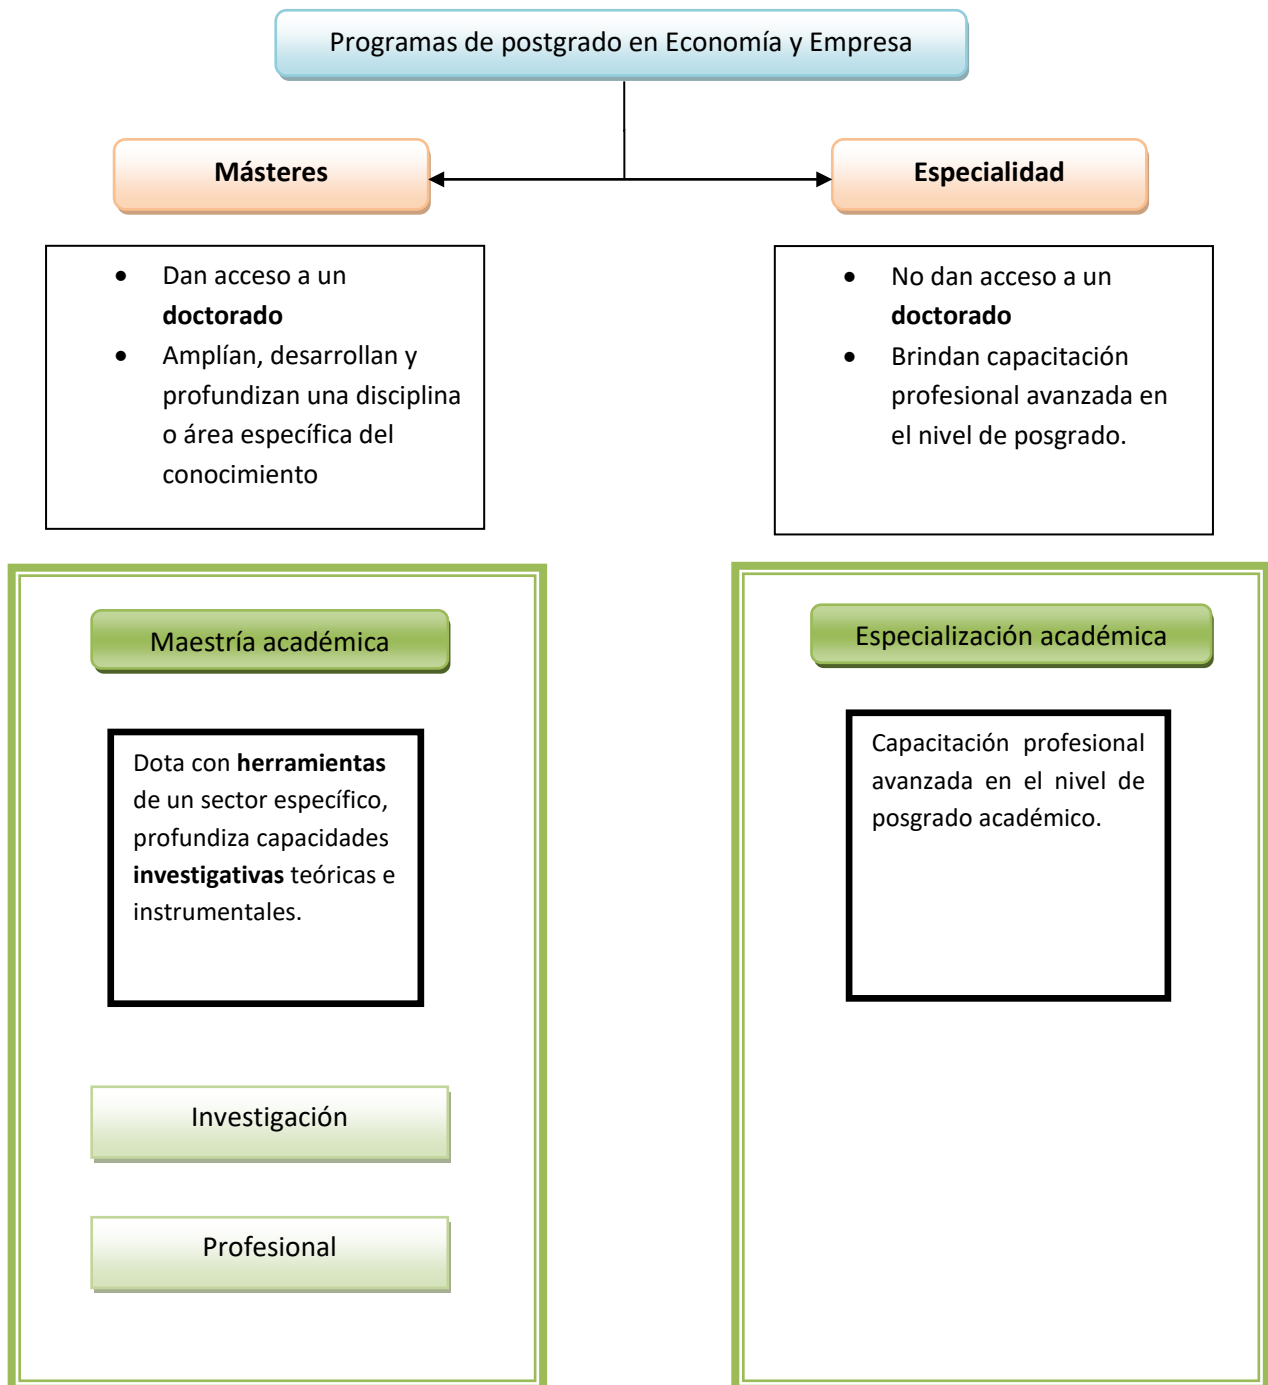 Programas de postgrado en Economía y Empresa
Másteres
Especialidad
• Dan acceso a un
doctorado
• Amplían, desarrollan y
profundizan una disciplina
o área específica del
conocimiento
• No dan acceso a un
doctorado
• Brindan capacitación
profesional avanzada en
el nivel de posgrado.
Maestría académica
Dota con herramientas
de un sector específico,
profundiza capacidades
investigativas teóricas e
instrumentales.
Investigación
Profesional
Especialización académica
Capacitación profesional
avanzada en el nivel de
posgrado académico.